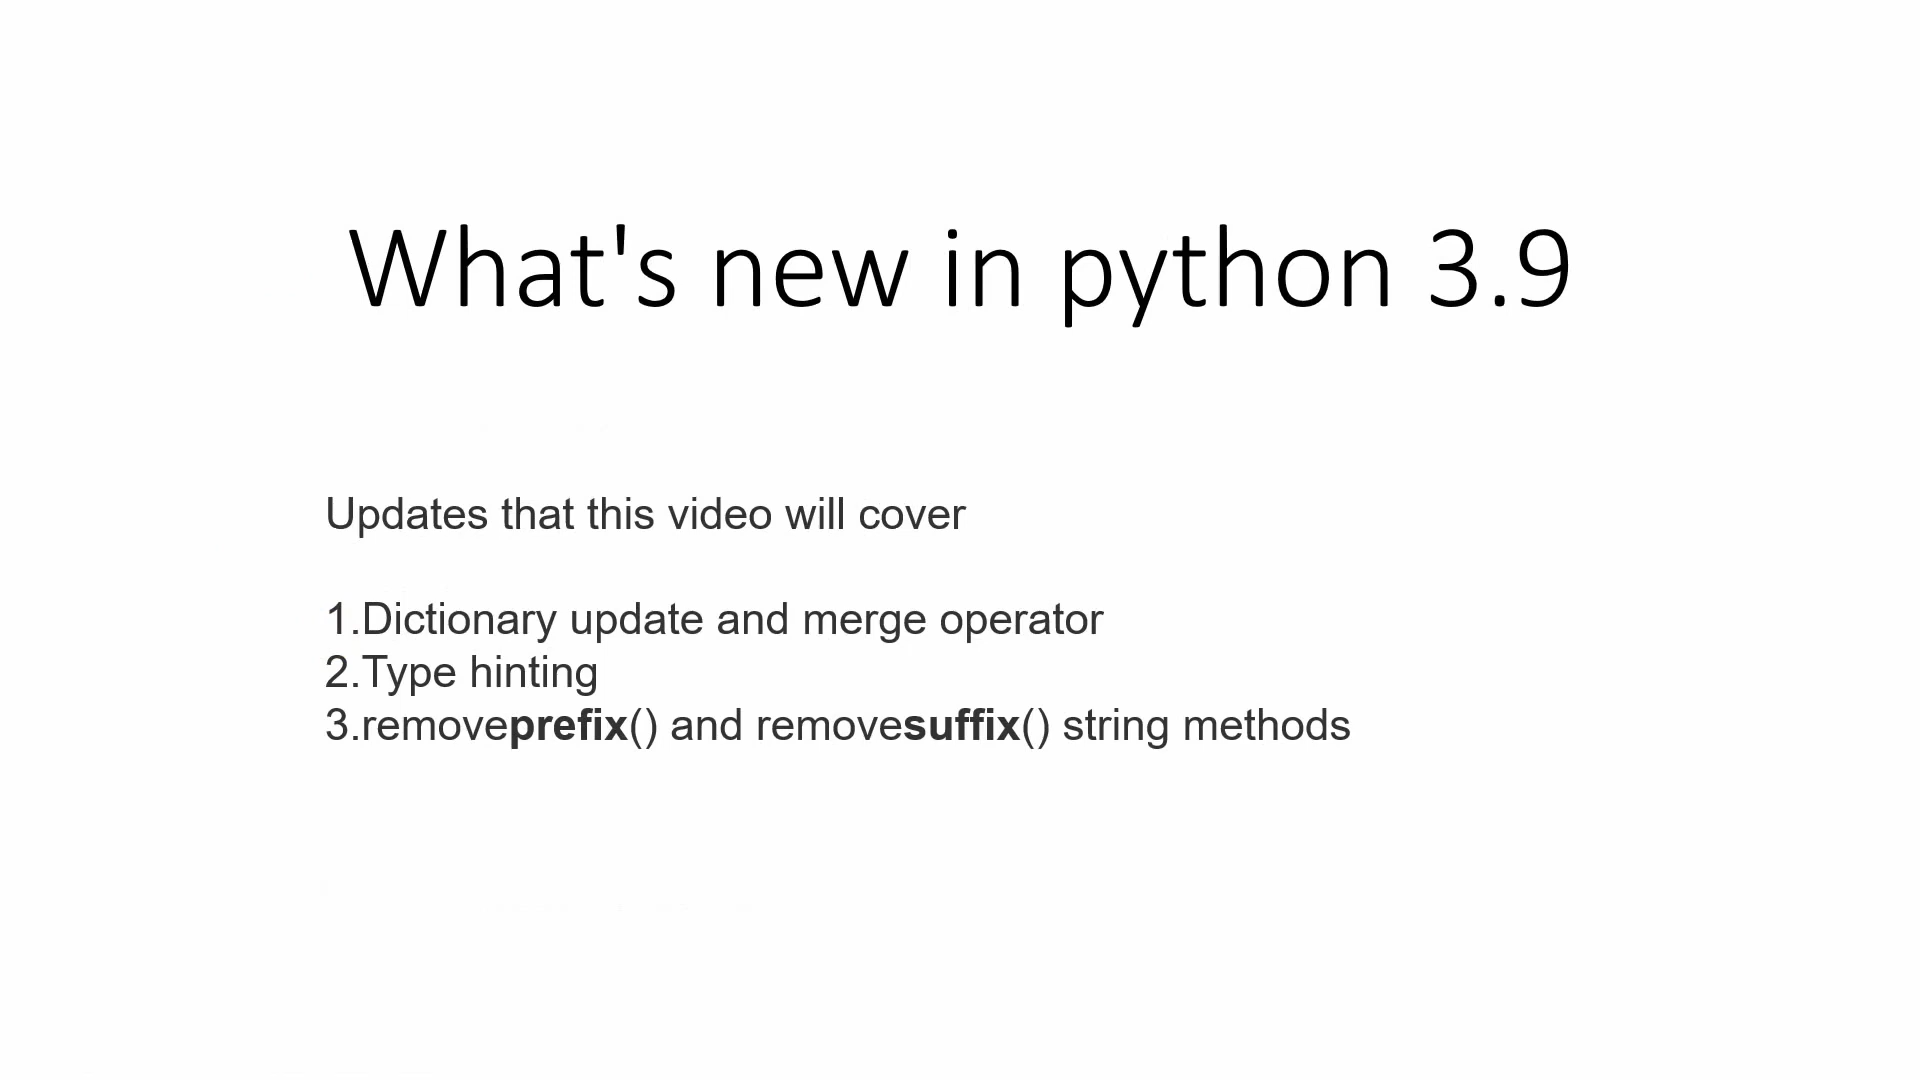 What's new in python 3.9
Updates that this video will cover
1.Dictionary update and merge operator
2.Type hinting
3.removeprefix() and removesuffix() string methods